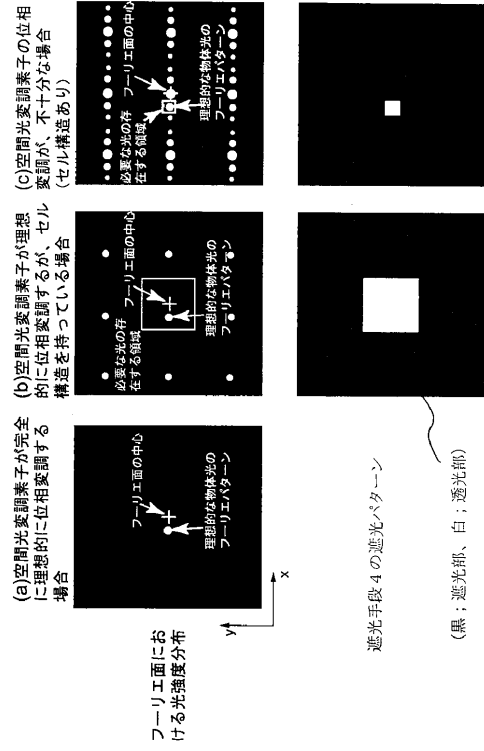 (a)空間光変調素子が完全
に理想的に位相変調する
場合
(b)空間光変調素子が理想
的に位相変調するが、セル
構造を持っている場合
(c)空間光変調素子の位相
変調が、不十分な場合
(セル構造あり)
フーリエ面にお
ける光強度分布
y
x
フーリエ面の中心
理想的な物体光の
フーリエパターン
必要な光の存
在する領域
フーリエ面の中心
理想的な物体光の
フーリエパターン
必要な光の存
在する領域
フーリエ面の中心
理想的な物体光の
フーリエパターン
遮光手段4の遮光パターン
(黒;遮光部、白;透光部)